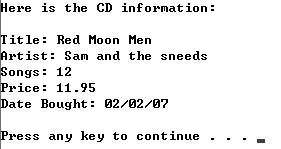 Here is the CD information:
Title: Red Moon Men
Artist: Sam and the sneeds
Songs: 12
Price: 11.95
Date Bought: 02/02/07
Press any key to continue . . . _